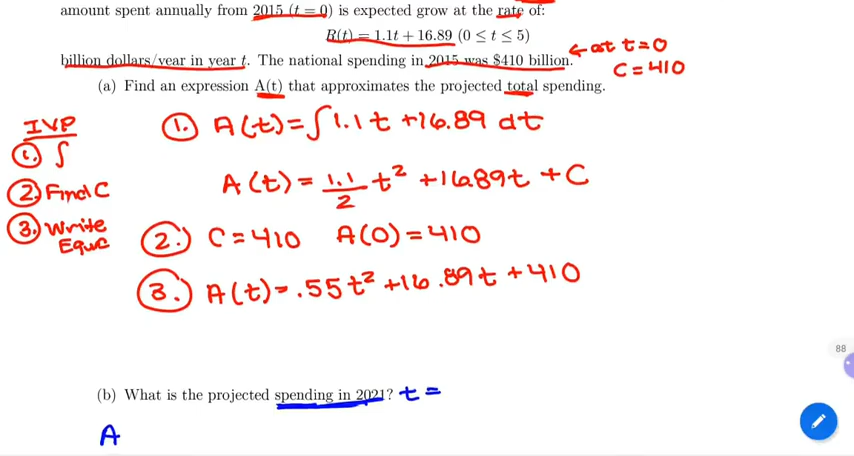 amount spent annually from 2015 (t = 0) is expected grow at the rate of:
R(t) = 1.1t + 16.89 (0 ≤ t ≤ 5)
billion dollars/year in year t. The national spending in 2015 was $410 billion.
← at t=0
C=410
(a) Find an expression A(t) that approximates the projected total spending.
IVP
1.) ∫
2.) Find C
3.) Write
Equa
1.) A(t)=∫1.1t +16.89 dt
A(t)= 1.1/2 t² +16.89t +C
2.) C=410 A(0)=410
3.) A(t)=.55t² +16.89t +410
88
(b) What is the projected spending in 2021? t=
A